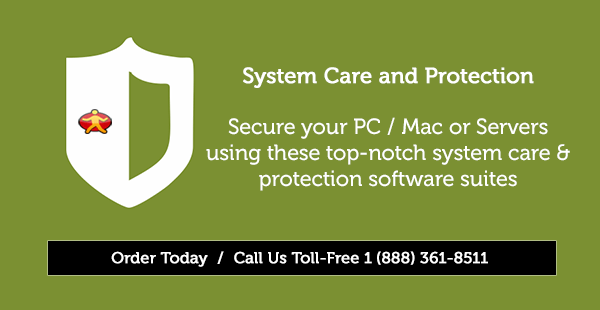 System Care and Protection
Secure your PC / Mac or Servers
using these top-notch system care &
protection software suites
Order Today / Call Us Toll-Free 1 (888) 361-8511